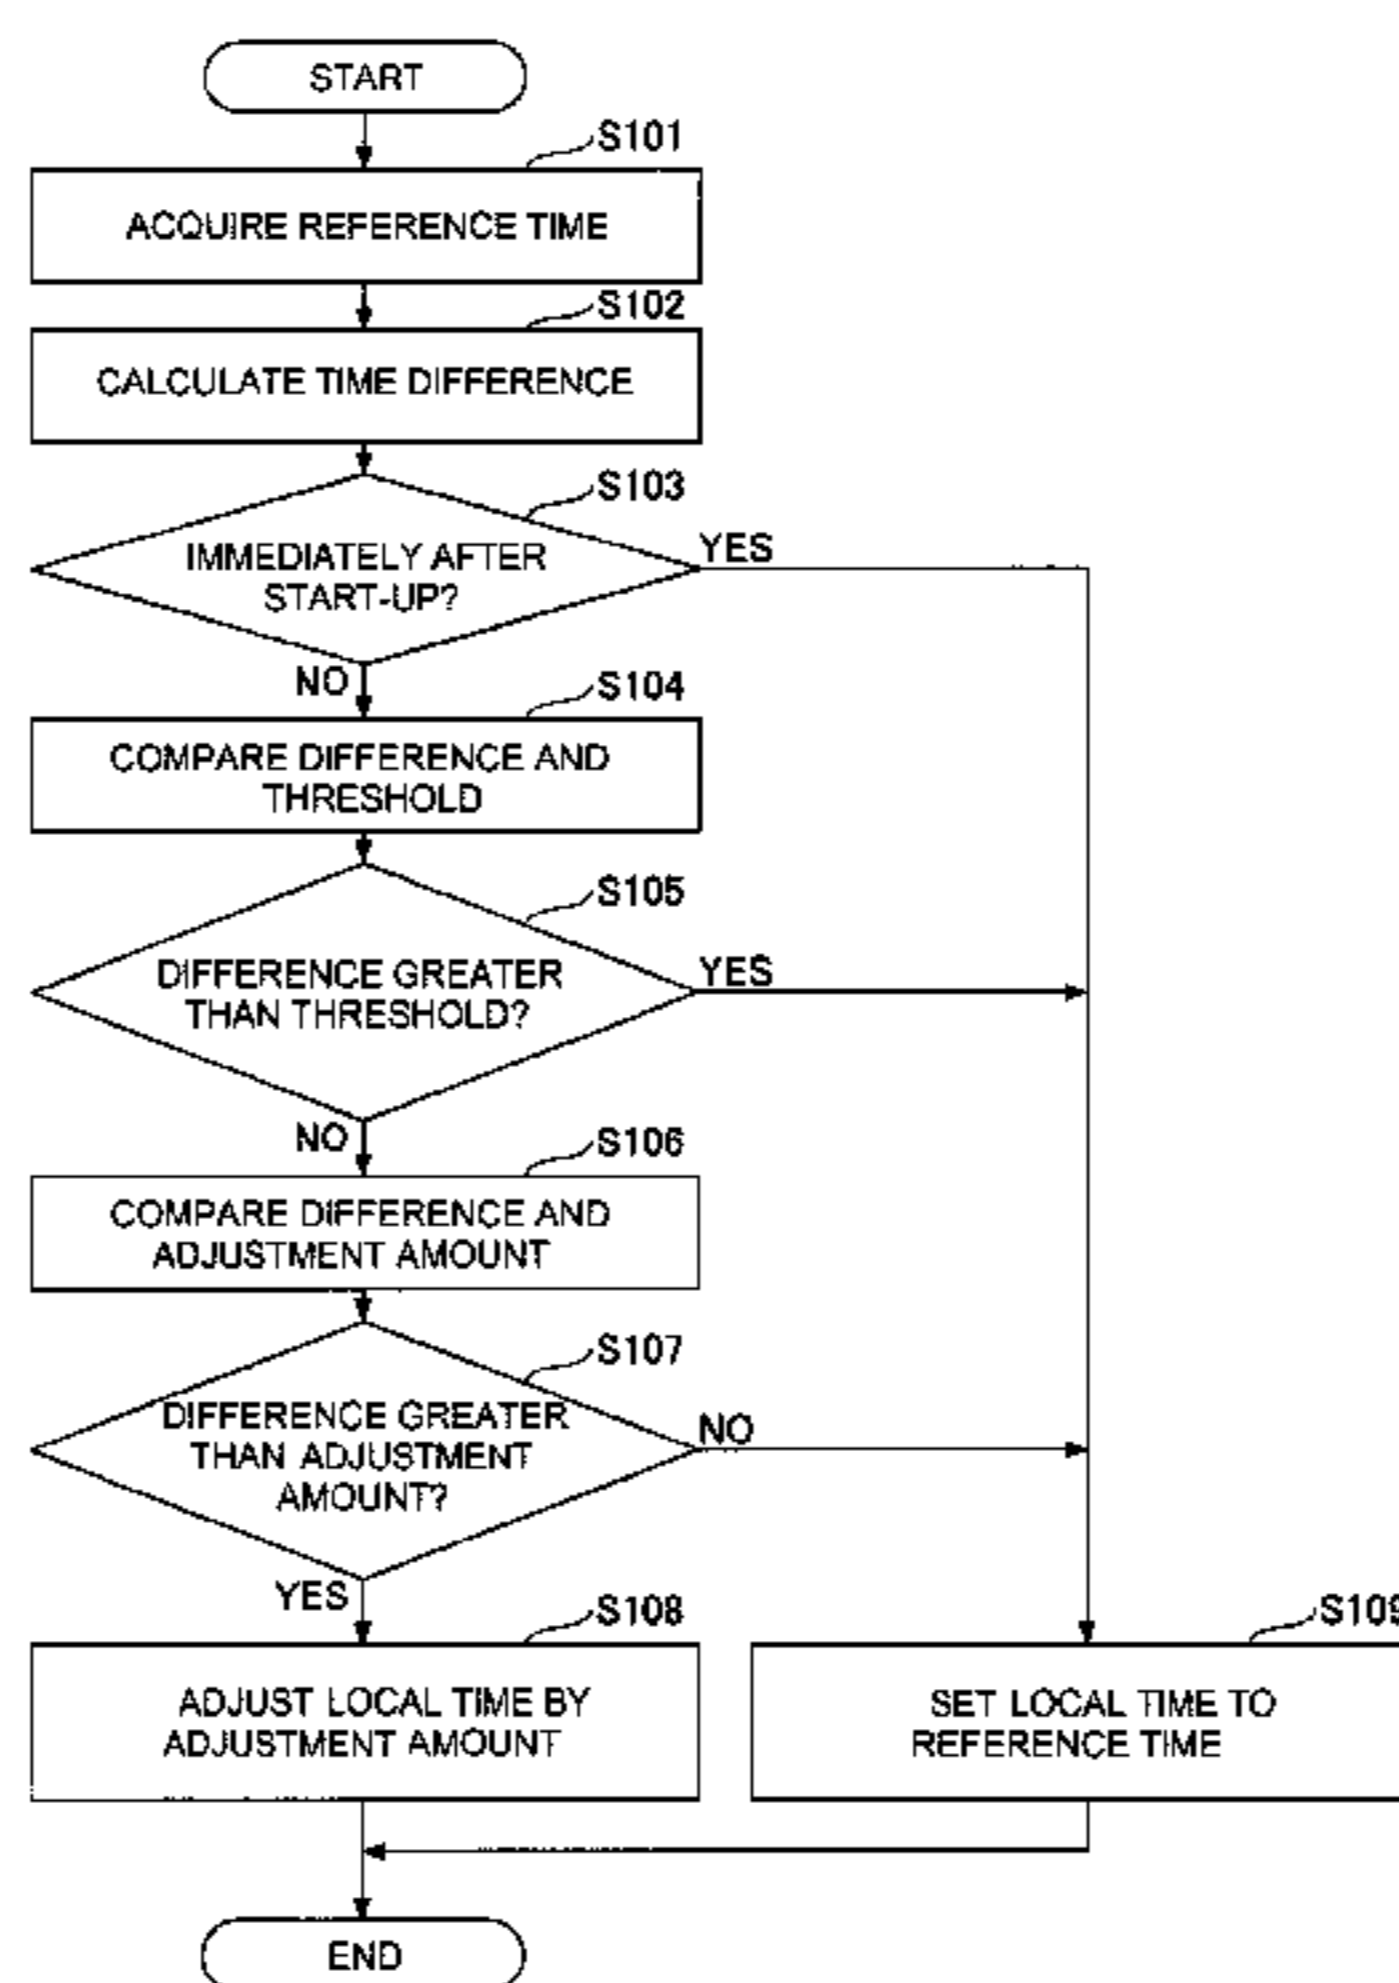 START
S101
ACQUIRE REFERENCE TIME
S102
CALCULATE TIME DIFFERENCE
S103
IMMEDIATELY AFTER
START-UP?
YES
NO
S104
COMPARE DIFFERENCE AND
THRESHOLD
S105
DIFFERENCE GREATER
THAN THRESHOLD?
YES
NO
S106
COMPARE DIFFERENCE AND
ADJUSTMENT AMOUNT
S107
DIFFERENCE GREATER
THAN ADJUSTMENT
AMOUNT?
NO
YES
S108
ADJUST LOCAL TIME BY
ADJUSTMENT AMOUNT
S109
SET LOCAL TIME TO
REFERENCE TIME
END